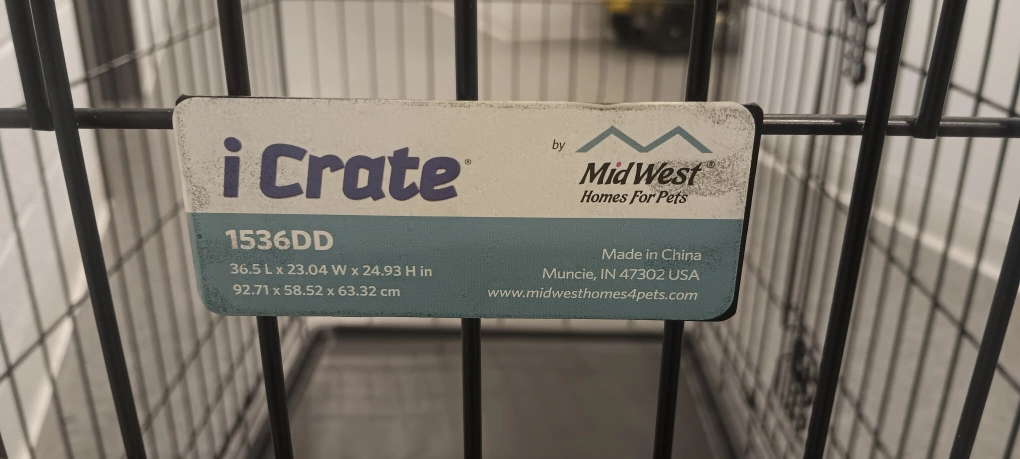 i Crate®
by
MidWest®
Homes For Pets
1536DD
36.5 L x 23.04 W x 24.93 H in
92.71 x 58.52 x 63.32 cm
Made in China
Muncie, IN 47302 USA
www.midwesthomes4pets.com